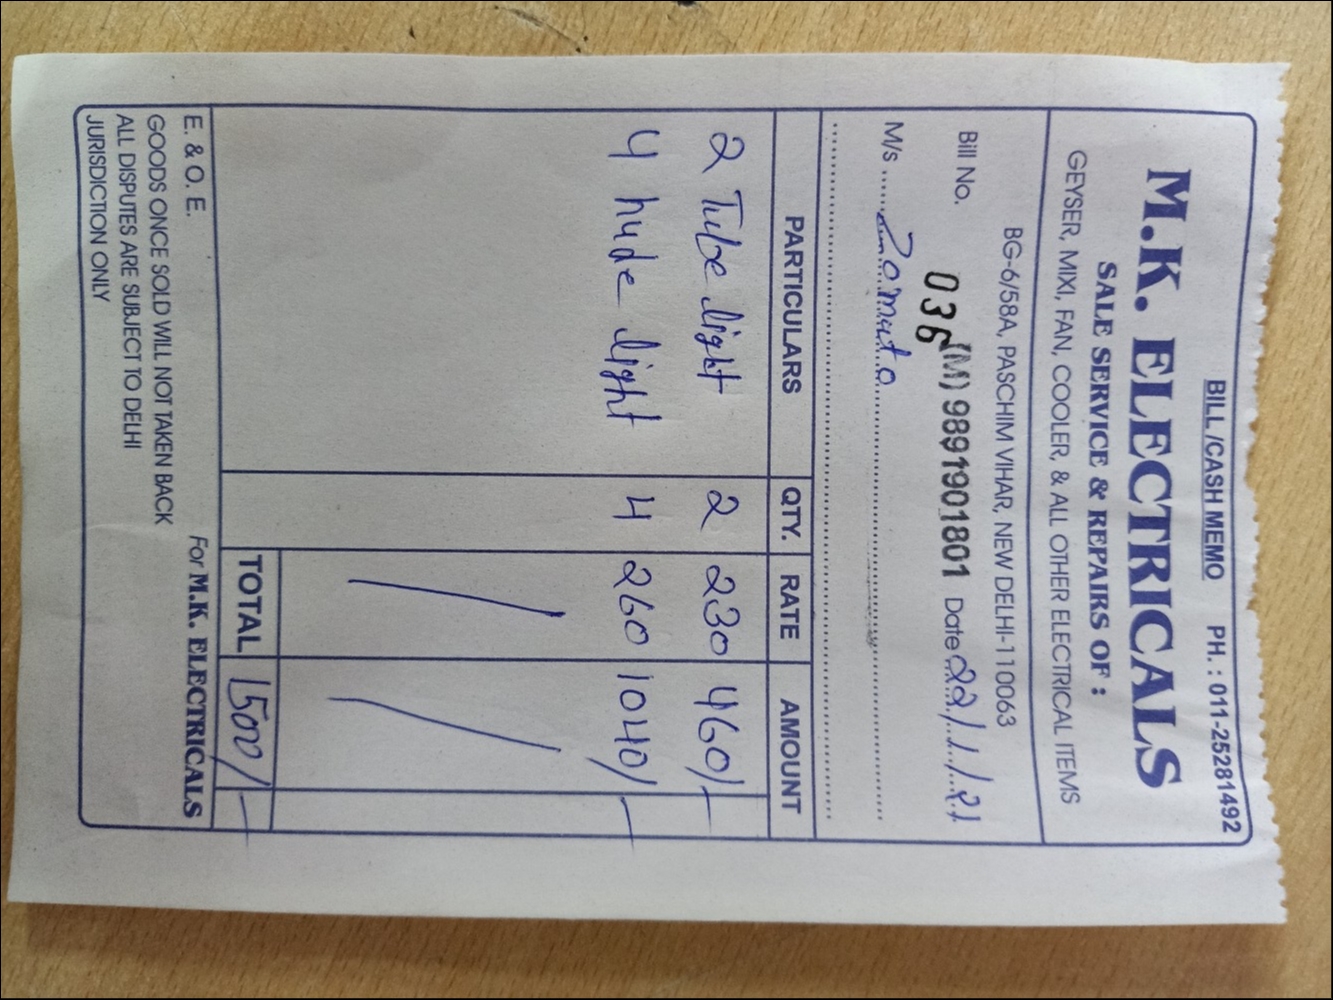 BILL /CASH MEMO PH. : 011-25281492
M.K. ELECTRICALS
SALE SERVICE & REPAIRS OF :
GEYSER, MIXI, FAN, COOLER, & ALL OTHER ELECTRICAL ITEMS
BG-6/58A, PASCHIM VIHAR, NEW DELHI-110063
Bill No. 036 (M) 9891901801 Date 22/1/21
M/s Zomato
PARTICULARS QTY. RATE AMOUNT
2 Tube light 2 230 460/-
4 hude light 4 260 1040/-
TOTAL 1500/-
E. & O. E. For M.K. ELECTRICALS
GOODS ONCE SOLD WILL NOT TAKEN BACK
ALL DISPUTES ARE SUBJECT TO DELHI
JURISDICTION ONLY